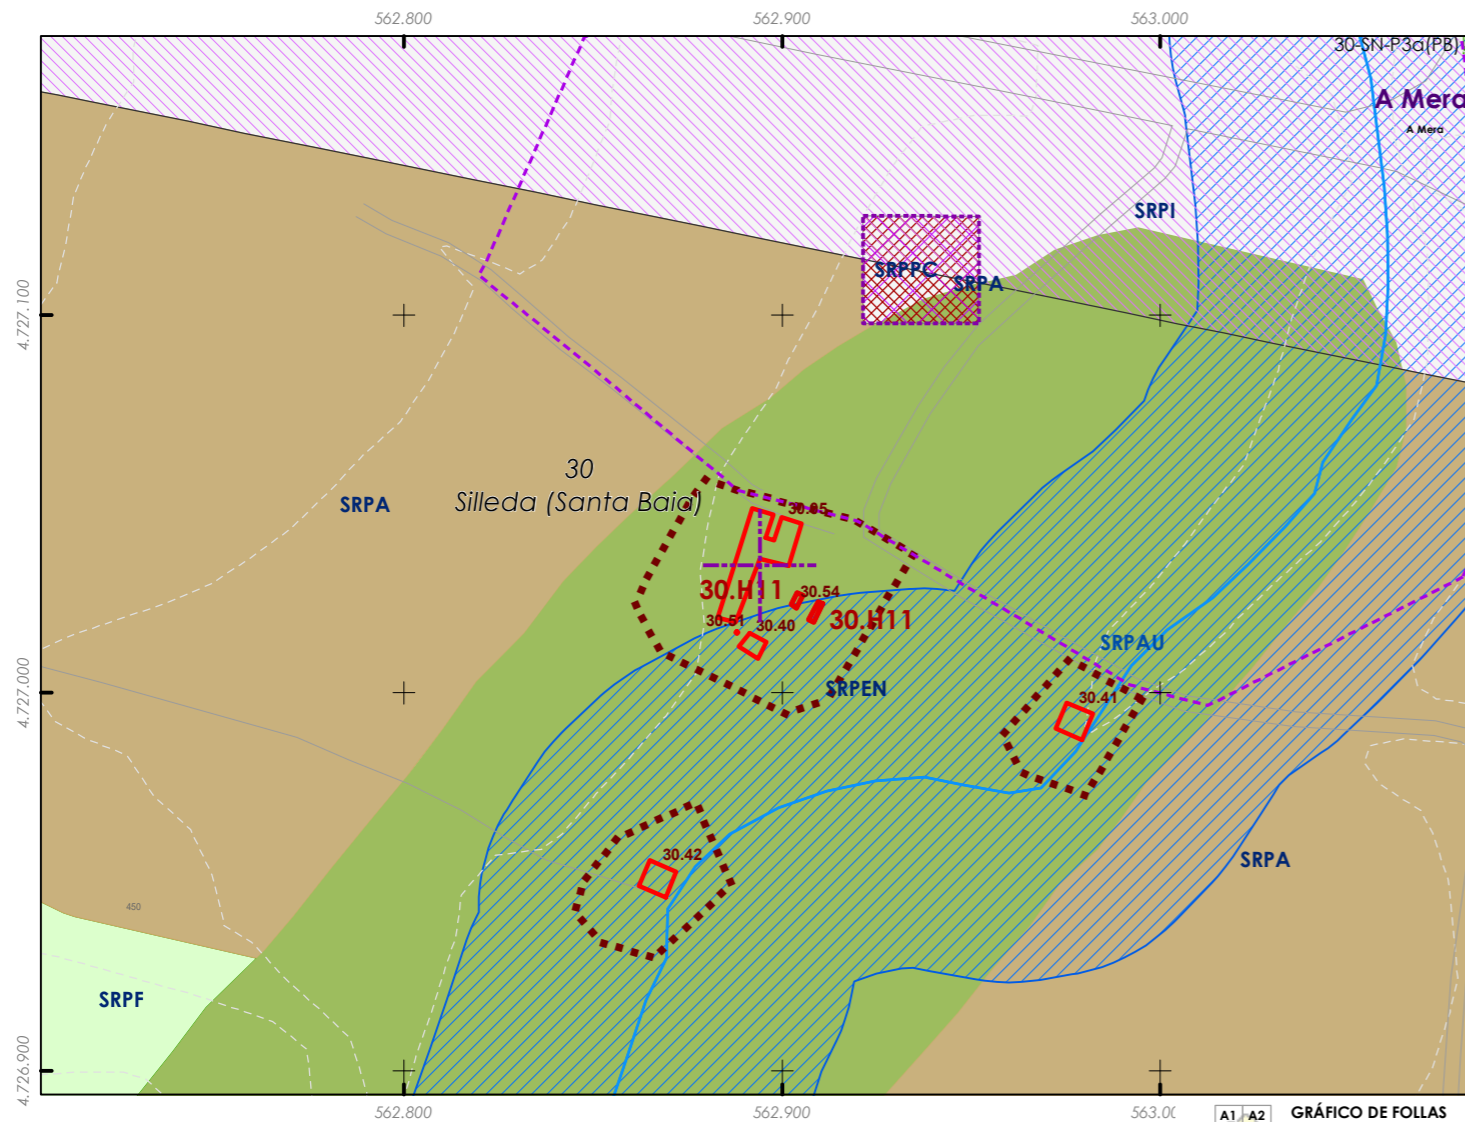 562.800
562.900
563.000
30-SN-P3a(PB)
A Mera
A Mera
SRPI
SRPPC
SRPA
4.727.100
30
Silleda (Santa Baia)
SRPA
30.85
30.H11
30.54
30.51
30.40
30.H11
SRPAU
SRPEN
30.41
4.727.000
30.42
SRPA
450
SRPF
4.726.900
562.800
562.900
563.00
A1 A2
GRÁFICO DE FOLLAS